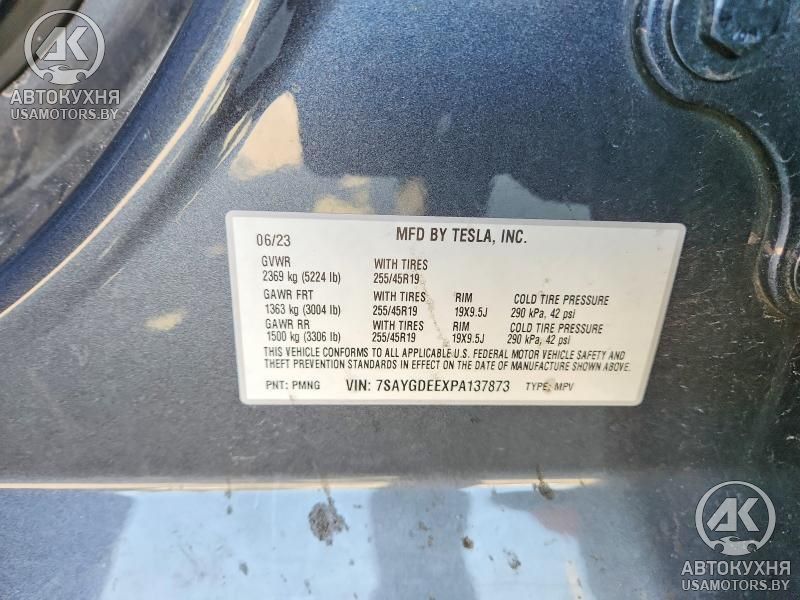 АК
АВТОКУХНЯ
USAMOTORS.BY
06/23 MFD BY TESLA, INC.
GVWR WITH TIRES
2369 kg (5224 lb) 255/45R19
GAWR FRT WITH TIRES RIM COLD TIRE PRESSURE
1363 kg (3004 lb) 255/45R19 19X9.5J 290 kPa, 42 psi
GAWR RR WITH TIRES RIM COLD TIRE PRESSURE
1500 kg (3306 lb) 255/45R19 19X9.5J 290 kPa, 42 psi
THIS VEHICLE CONFORMS TO ALL APPLICABLE U.S. FEDERAL MOTOR VEHICLE SAFETY AND
THEFT PREVENTION STANDARDS IN EFFECT ON THE DATE OF MANUFACTURE SHOWN ABOVE.
PNT: PMNG VIN: 7SAYGDEEXPA137873 TYPE: MPV
АК
АВТОКУХНЯ
USAMOTORS.BY